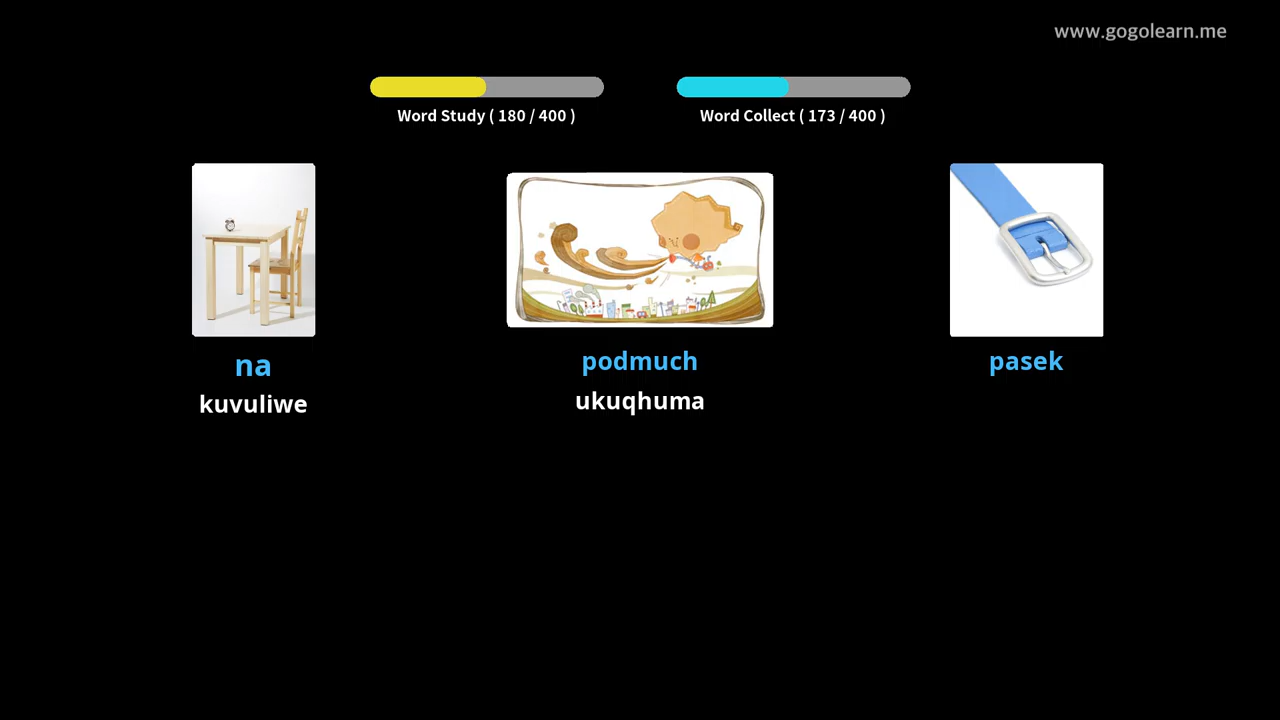 www.gogolearn.me
Word Study ( 180 / 400 )
Word Collect ( 173 / 400 )
na
kuvuliwe
podmuch
ukuqhuma
pasek